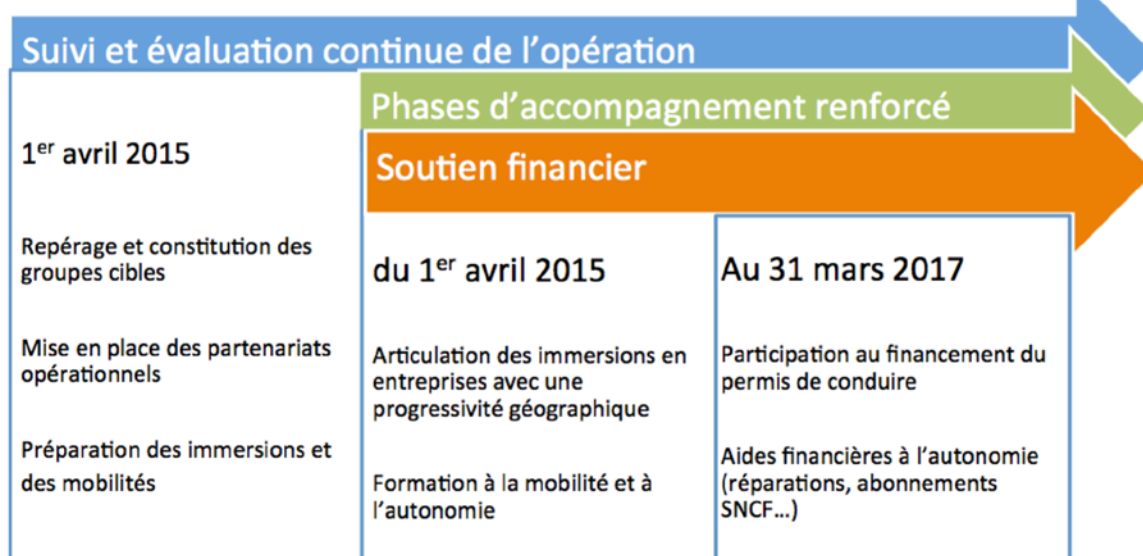 Suivi et évaluation continue de l’opération
Phases d’accompagnement renforcé
Soutien financier
1er avril 2015
Repérage et constitution des
groupes cibles
Mise en place des partenariats
opérationnels
Préparation des immersions et
des mobilités
du 1er avril 2015
Articulation des immersions en
entreprises avec une
progressivité géographique
Formation à la mobilité et à
l’autonomie
Au 31 mars 2017
Participation au financement du
permis de conduire
Aides financières à l’autonomie
(réparations, abonnements
SNCF…)